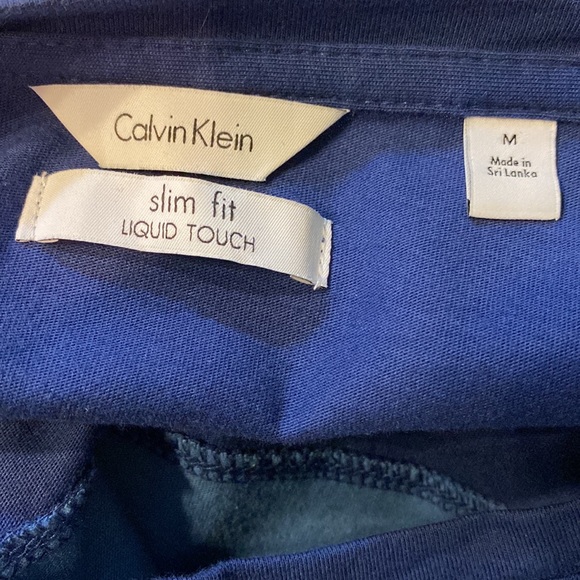 Calvin Klein
slim fit
LIQUID TOUCH
M
Made in
Sri Lanka